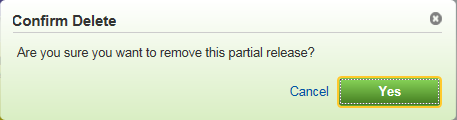 Confirm Delete
Are you sure you want to remove this partial release?
Cancel Yes